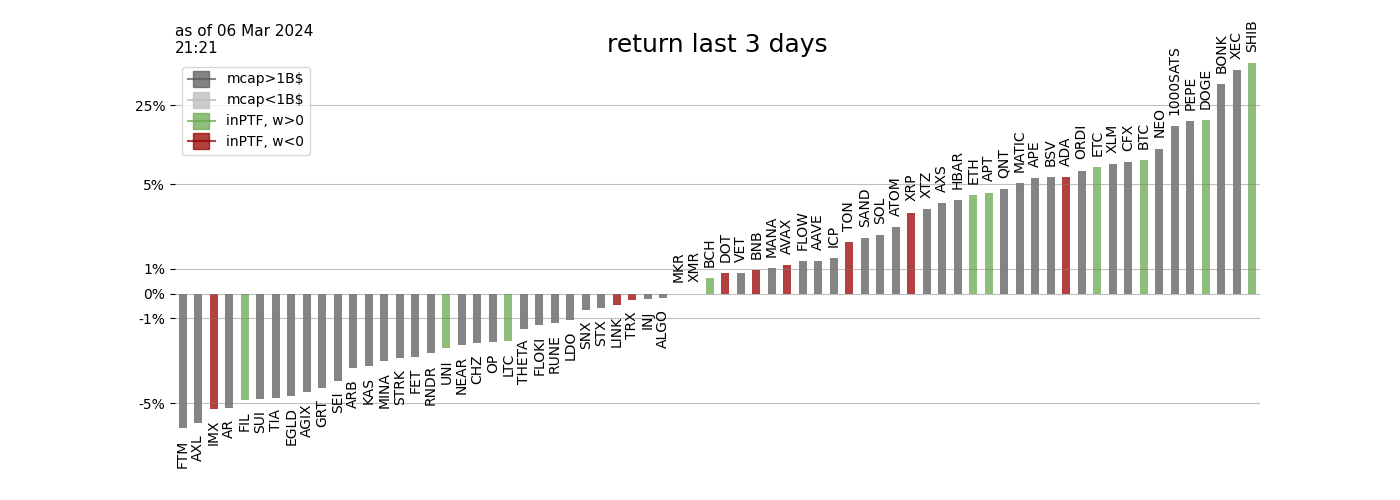 as of 06 Mar 2024
21:21
return last 3 days
mcap>1B$
mcap<1B$
inPTF, w>0
inPTF, w<0
25%
5%
1%
0%
-1%
-5%
FTM
AXL
IMX
AR
FIL
SUI
TIA
EGLD
AGIX
GRT
SEI
ARB
KAS
MINA
STRK
FET
RNDR
UNI
NEAR
CHZ
OP
LTC
THETA
FLOKI
RUNE
LDO
SNX
STX
LINK
TRX
INJ
ALGO
MKR
XMR
BCH
DOT
VET
BNB
MANA
AVAX
FLOW
AAVE
ICP
TON
SAND
SOL
ATOM
XRP
XTZ
AXS
HBAR
ETH
APT
QNT
MATIC
APE
BSV
ADA
ORDI
ETC
XLM
CFX
BTC
NEO
1000SATS
PEPE
DOGE
BONK
XEC
SHIB